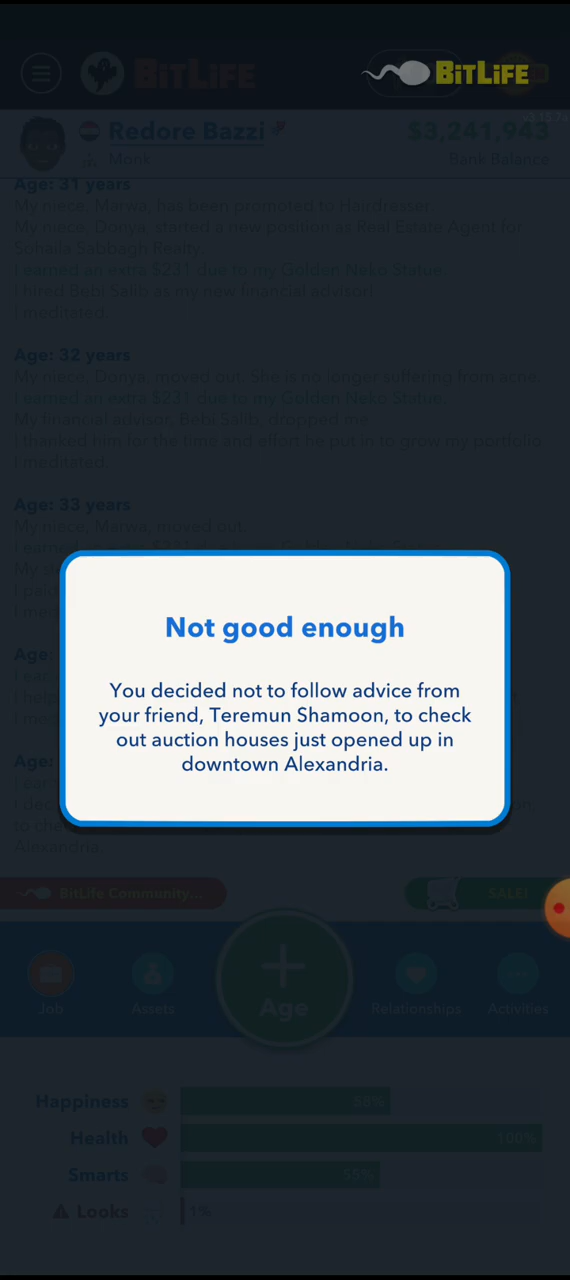 BITLIFE
BITLIFE
Redore Bazzi
$3,241,943
Monk
Bank Balance
Age: 31 years
My niece, Marwa, has been promoted to Hairdresser.
My niece, Donya, started a new position as Real Estate Agent for
Sohaila Sabbagh Realty.
I earned an extra $231 due to my Golden Neko Statue.
I hired Bebi Salib as my new financial advisor!
I meditated.
Age: 32 years
My niece, Donya, moved out. She is no longer suffering from acne.
I earned an extra $231 due to my Golden Neko Statue.
My financial advisor, Bebi Salib, dropped me.
I thanked him for the time and effort he put in to grow my portfolio.
I meditated.
Age: 33 years
My niece, Marwa, moved out.
Not good enough
You decided not to follow advice from
your friend, Teremun Shamoon, to check
out auction houses just opened up in
downtown Alexandria.
Age:
Age:
to che
Alexandria.
BitLife Community...
SALE!
Job
Assets
+
Age
Relationships
Activities
Happiness
58%
Health
100%
Smarts
55%
Looks
1%